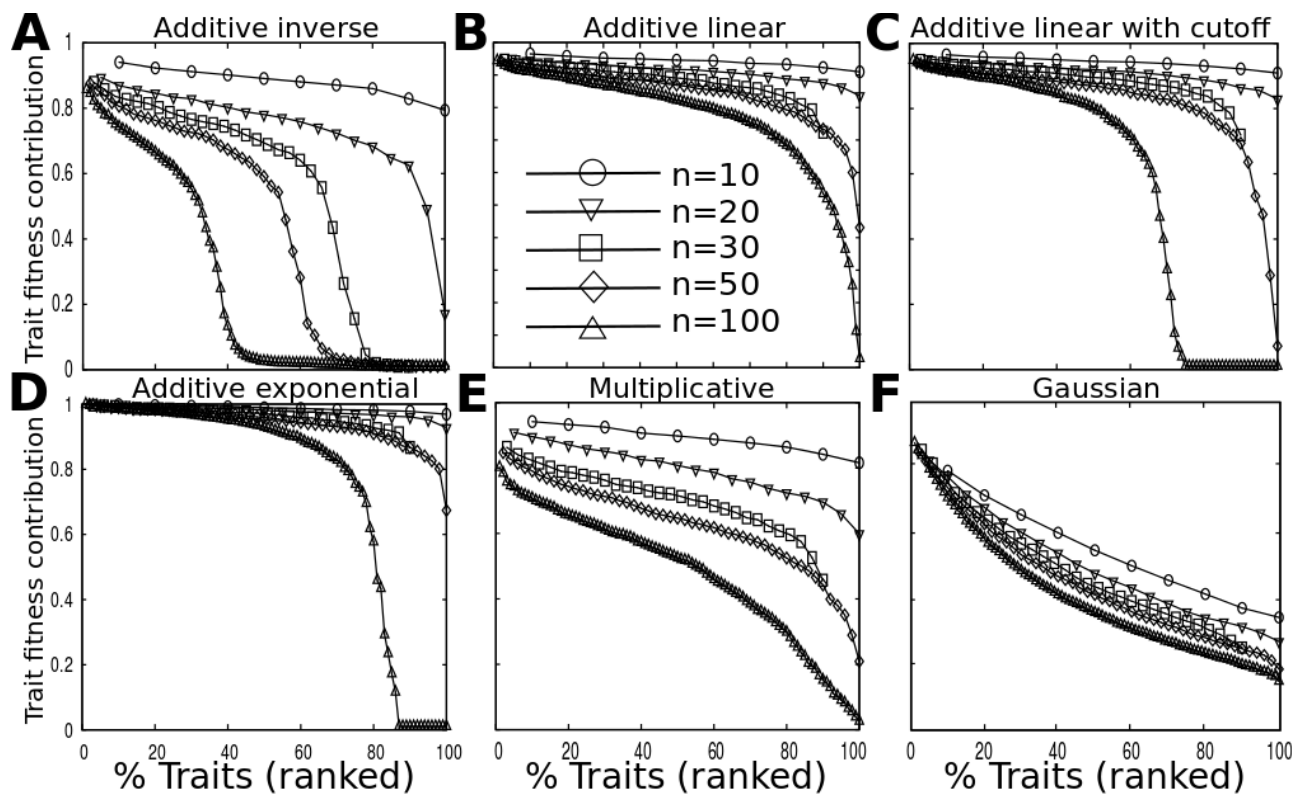 A Additive inverse
B Additive linear
C Additive linear with cutoff
Trait fitness contribution
1
0.8
0.6
0.4
0.2
0
n=10
n=20
n=30
n=50
n=100
D Additive exponential
E Multiplicative
F Gaussian
Trait fitness contribution
1
0.8
0.6
0.4
0.2
0
0 20 40 60 80 100
0 20 40 60 80 100
0 20 40 60 80 100
% Traits (ranked)
% Traits (ranked)
% Traits (ranked)